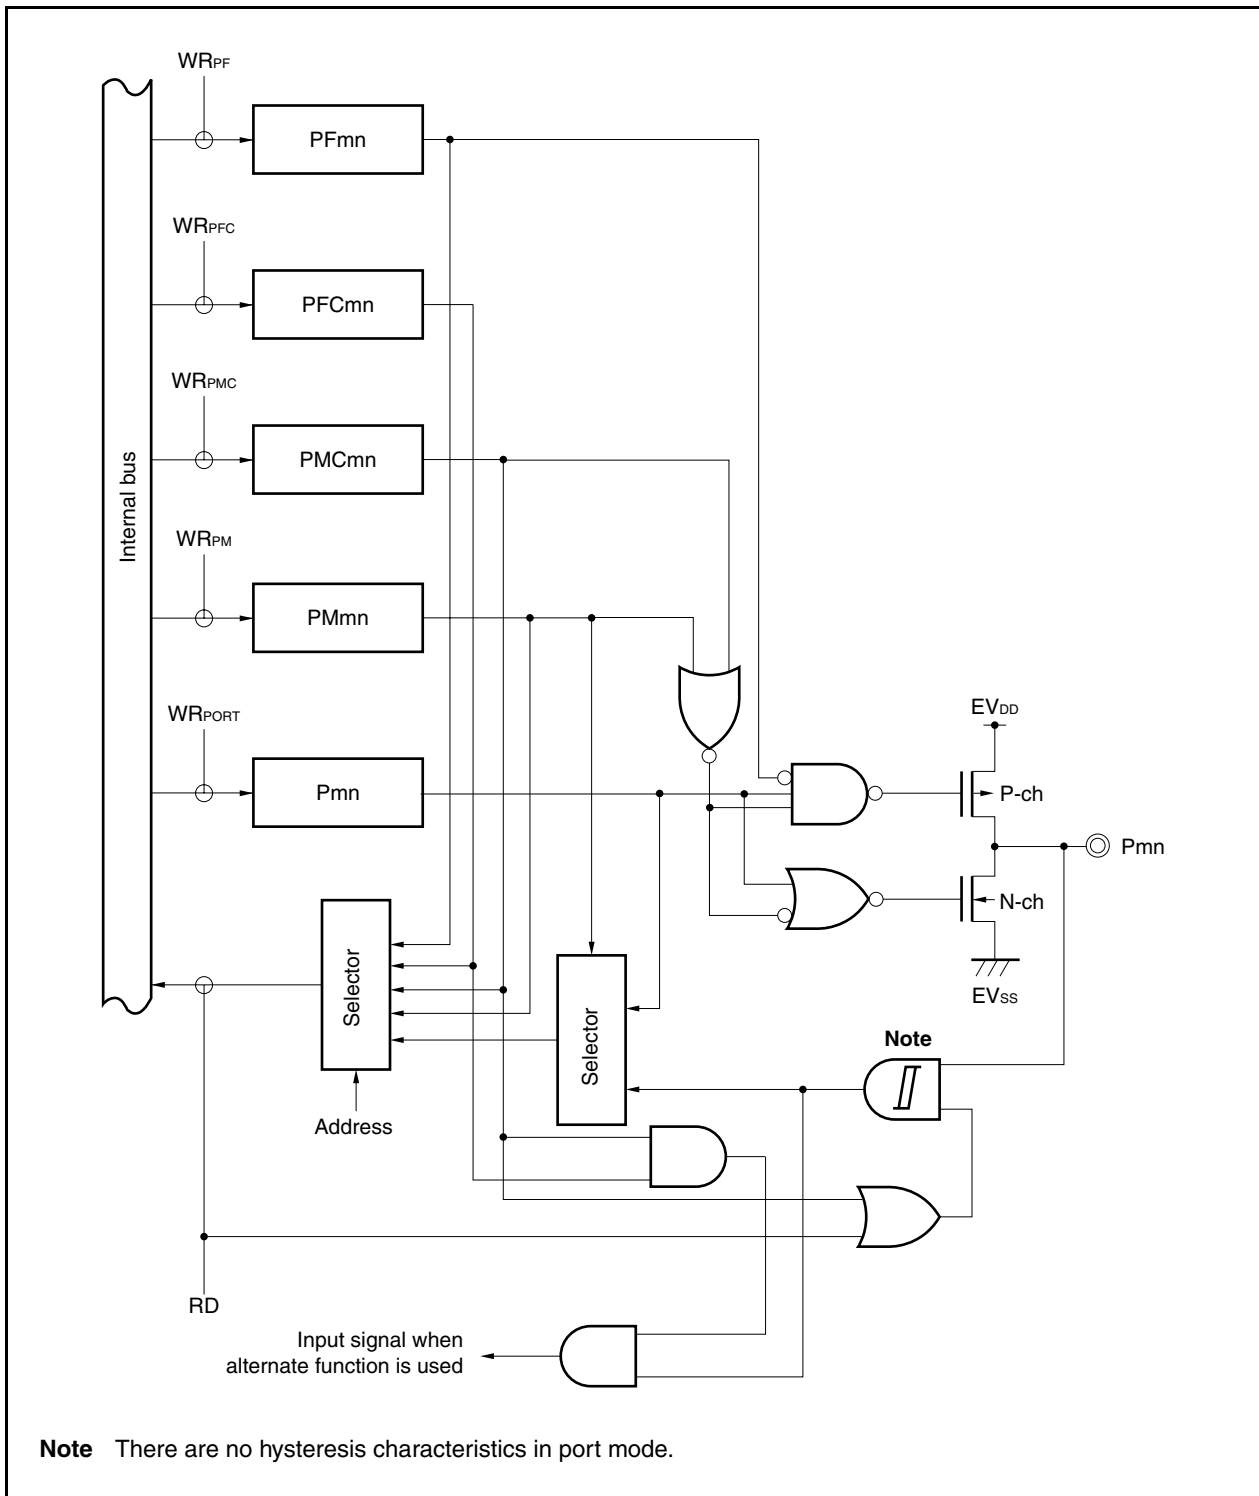 WRPF
PFmn
WRPFC
PFCmn
WRPMC
PMCmn
Internal bus
WRPM
PMmn
WRPORT
Pmn
EVDD
P-ch
Pmn
N-ch
EVSS
Selector
Selector
Note
Address
RD
Input signal when
alternate function is used
Note There are no hysteresis characteristics in port mode.